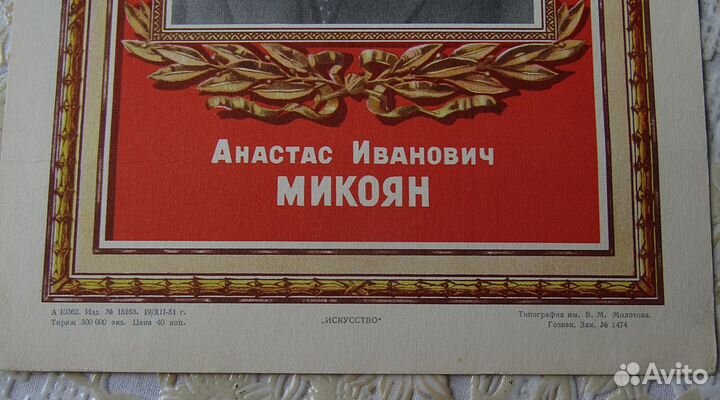 Анастас Иванович
МИКОЯН
А 10362. Изд. № 15163. 19/XII-51 г.
Тираж 300 000 экз. Цена 40 коп.
„ИСКУССТВО"
Типография им. В. М. Молотова.
Гознак. Зак. № 1474
Avito